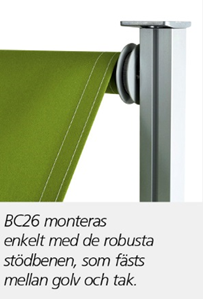 BC26 monteras
enkelt med de robusta
stödbenen, som fästs
mellan golv och tak.